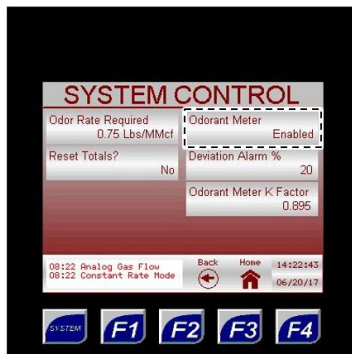 SYSTEM CONTROL
Odor Rate Required
0.75 Lbs/MMcf
Odorant Meter
Enabled
Reset Totals?
No
Deviation Alarm %
20
Odorant Meter K Factor
0.895
08:22 Analog Gas Flow
08:22 Constant Rate Mode
Back
Home
14:22:43
06/20/17
SYSTEM
F1
F2
F3
F4